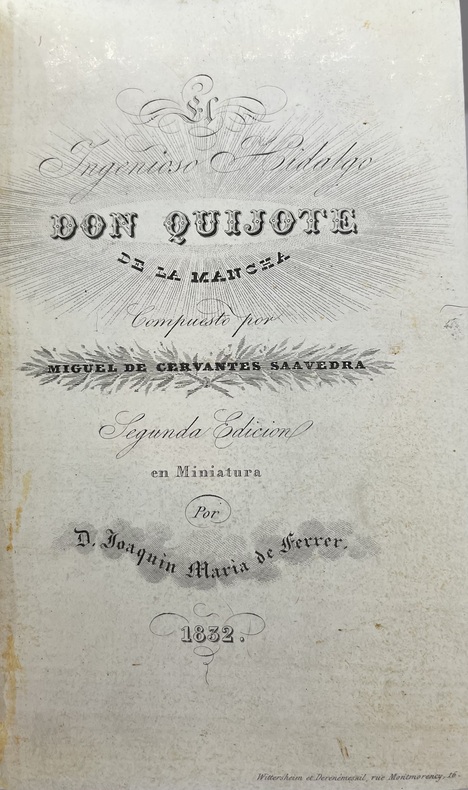 El
Ingenioso Hidalgo
DON QUIJOTE
DE LA MANCHA
Compuesto por
MIGUEL DE CERVANTES SAAVEDRA
Segunda Edicion
en Miniatura
Por
D. Joaquin Maria de Ferrer.
1832.
Wittersheim et, rue Montmorency, 16.